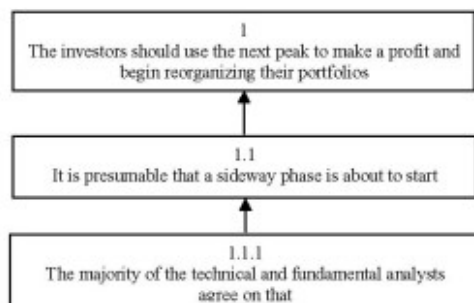 1
The investors should use the next peak to make a profit and
begin reorganizing their portfolios
1.1
It is presumable that a sideway phase is about to start
1.1.1
The majority of the technical and fundamental analysts
agree on that